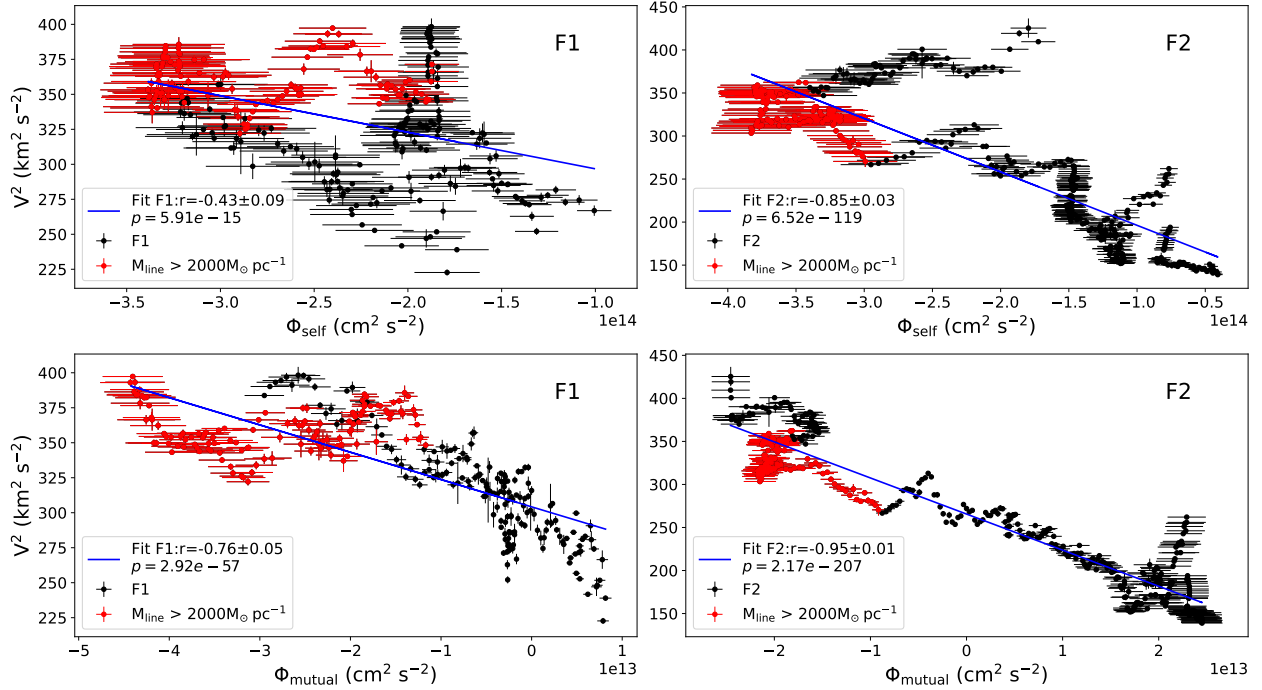 F1
V² (km² s⁻²)
400
375
350
325
300
275
250
225
Fit F1:r=-0.43±0.09
p = 5.91e − 15
F1
M_line > 2000M_⊙ pc⁻¹
−3.5 −3.0 −2.5 −2.0 −1.5 −1.0
1e14
Φ_self (cm² s⁻²)
F2
450
400
350
300
250
200
150
Fit F2:r=-0.85±0.03
p = 6.52e − 119
F2
M_line > 2000M_⊙ pc⁻¹
−4.0 −3.5 −3.0 −2.5 −2.0 −1.5 −1.0 −0.5
1e14
Φ_self (cm² s⁻²)
F1
V² (km² s⁻²)
400
375
350
325
300
275
250
225
Fit F1:r=-0.76±0.05
p = 2.92e − 57
F1
M_line > 2000M_⊙ pc⁻¹
−5 −4 −3 −2 −1 0 1
1e13
Φ_mutual (cm² s⁻²)
F2
450
400
350
300
250
200
150
Fit F2:r=-0.95±0.01
p = 2.17e − 207
F2
M_line > 2000M_⊙ pc⁻¹
−2 −1 0 1 2
1e13
Φ_mutual (cm² s⁻²)